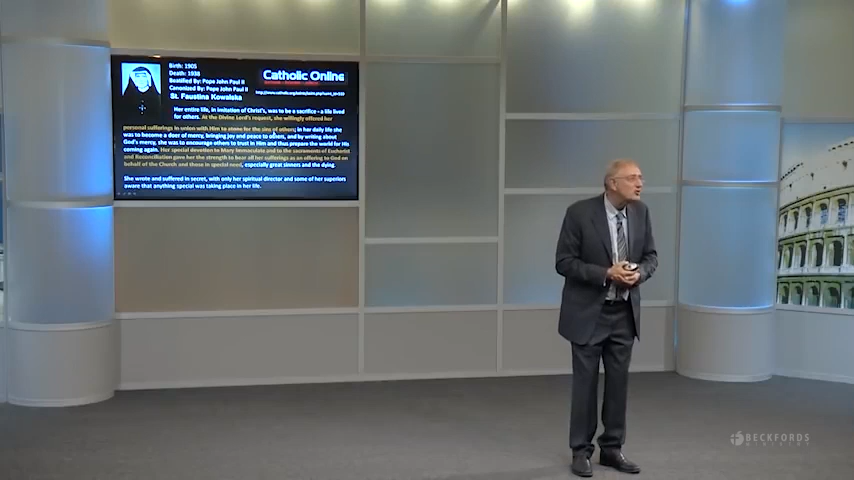 Birth: 1905
Death: 1938
Beatified By: Pope John Paul II
Canonized By: Pope John Paul II
St. Faustina Kowalska
Catholic Online
Her entire life, in imitation of Christ's, was to be a sacrifice - a life lived
for others. At the Divine Lord's request, she willingly offered her
personal sufferings in union with Him to atone for the sins of others; in her daily life she
was to become a doer of mercy, bringing joy and peace to others, and by writing about
God's mercy, she was to encourage others to trust in Him and thus prepare the world for His
coming again. Her special devotion to Mary Immaculate and to the sacraments of Eucharist
and Reconciliation gave her the strength to bear all her sufferings as an offering to God on
behalf of the Church and those in special need, especially great sinners and the dying.
She wrote and suffered in secret, with only her spiritual director and some of her superiors
aware that anything special was taking place in her life.
BECKFORDS